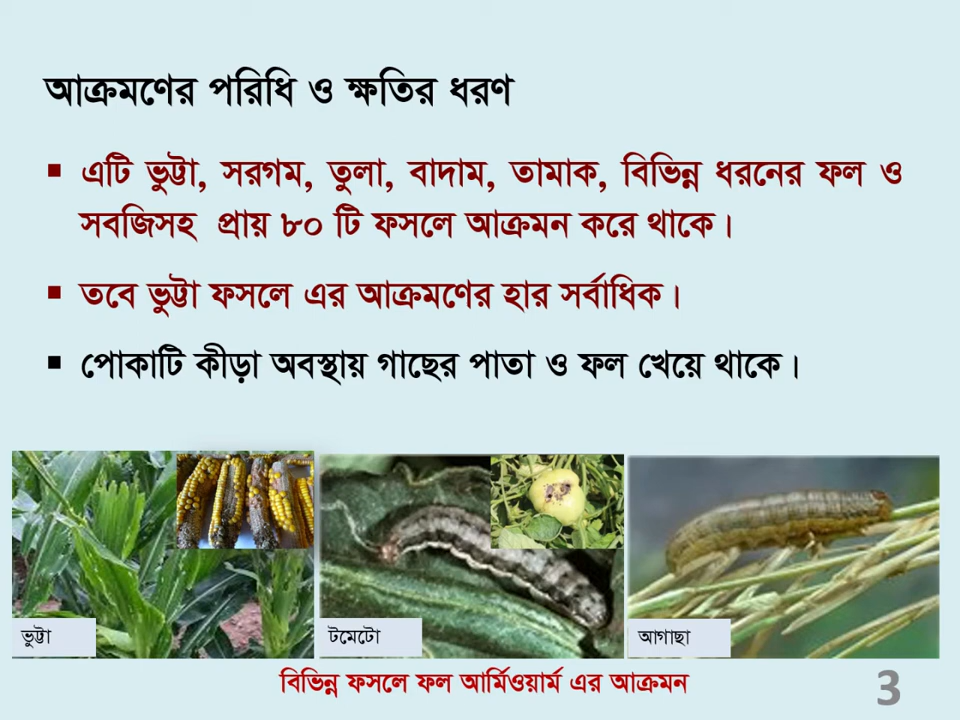 আক্রমণের পরিধি ও ক্ষতির ধরণ
এটি ভুট্টা, সরগম, তুলা, বাদাম, তামাক, বিভিন্ন ধরনের ফল ও
সবজিসহ প্রায় ৮০ টি ফসলে আক্রমন করে থাকে।
তবে ভুট্টা ফসলে এর আক্রমণের হার সর্বাধিক।
পোকাটি কীড়া অবস্থায় গাছের পাতা ও ফল খেয়ে থাকে।
ভুট্টা
টমেটো
আগাছা
বিভিন্ন ফসলে ফল আর্মিওয়ার্ম এর আক্রমন
3